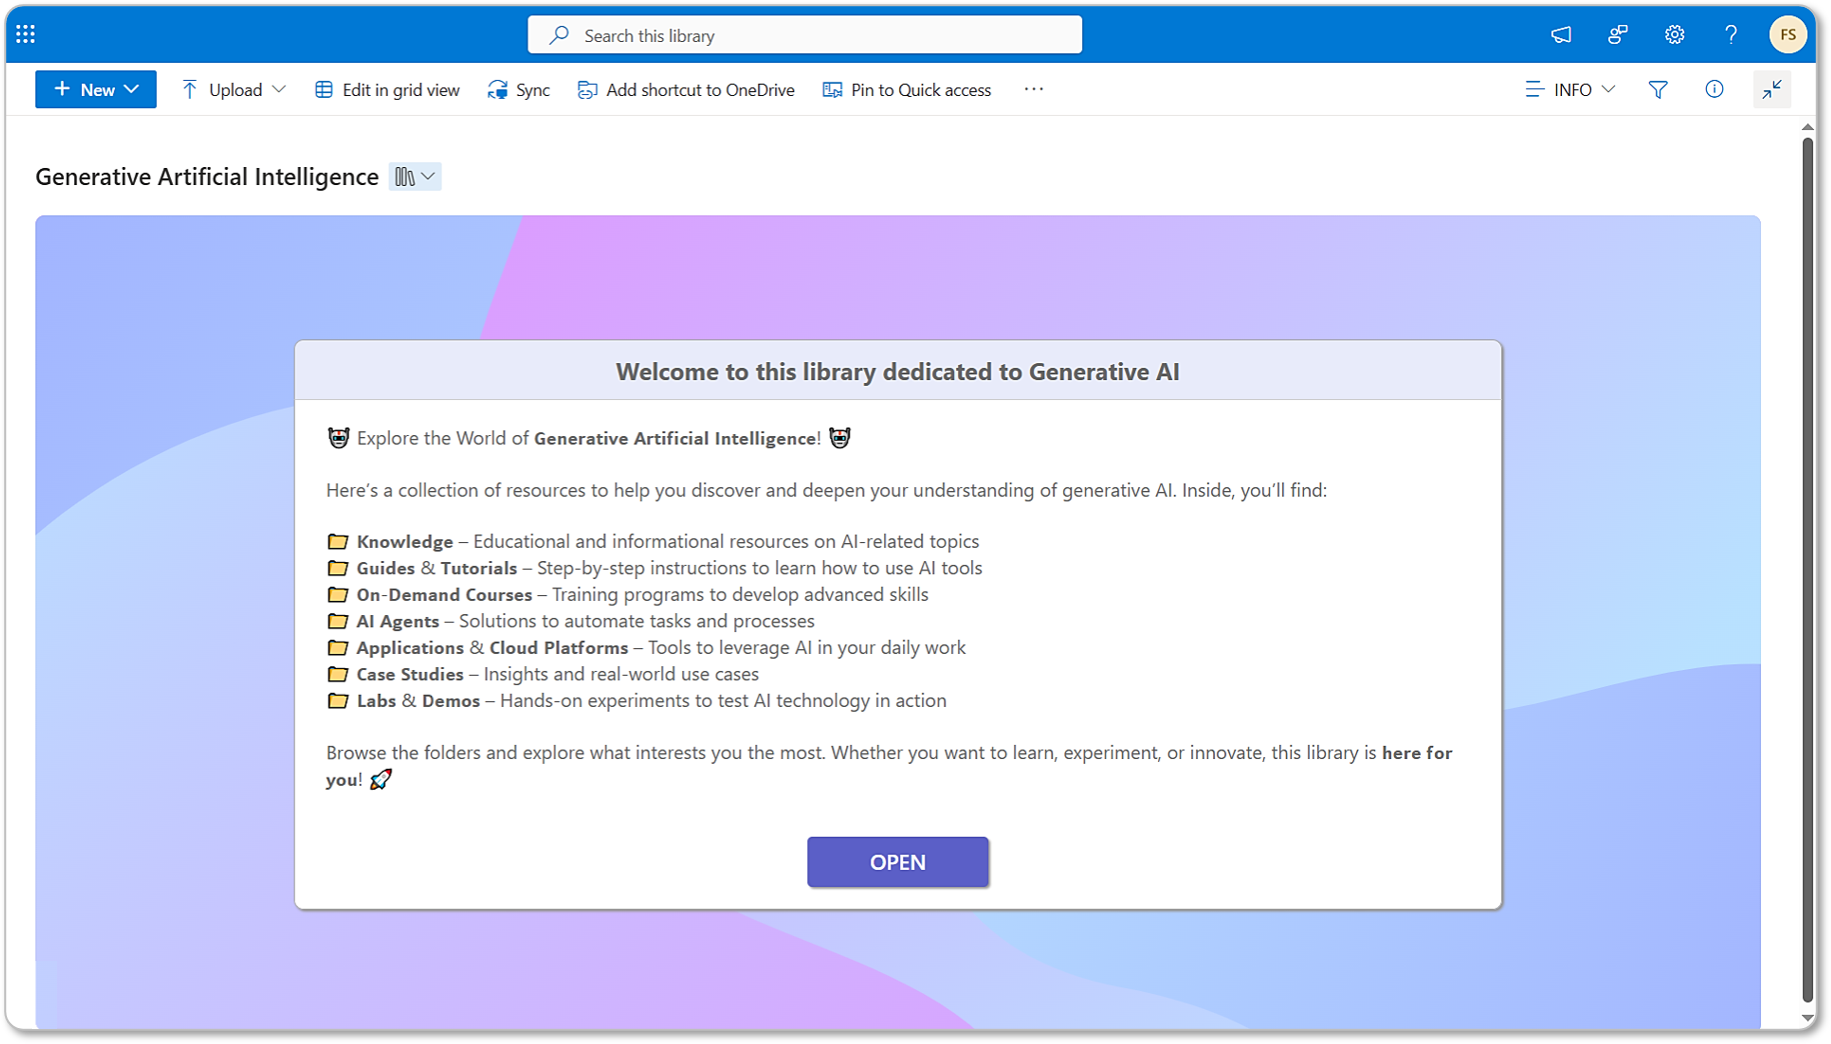 Search this library
FS
New
Upload
Edit in grid view
Sync
Add shortcut to OneDrive
Pin to Quick access
INFO
Generative Artificial Intelligence
Welcome to this library dedicated to Generative AI
Explore the World of Generative Artificial Intelligence!
Here’s a collection of resources to help you discover and deepen your understanding of generative AI. Inside, you’ll find:
Knowledge – Educational and informational resources on AI-related topics
Guides & Tutorials – Step-by-step instructions to learn how to use AI tools
On-Demand Courses – Training programs to develop advanced skills
AI Agents – Solutions to automate tasks and processes
Applications & Cloud Platforms – Tools to leverage AI in your daily work
Case Studies – Insights and real-world use cases
Labs & Demos – Hands-on experiments to test AI technology in action
Browse the folders and explore what interests you the most. Whether you want to learn, experiment, or innovate, this library is here for
you!
OPEN